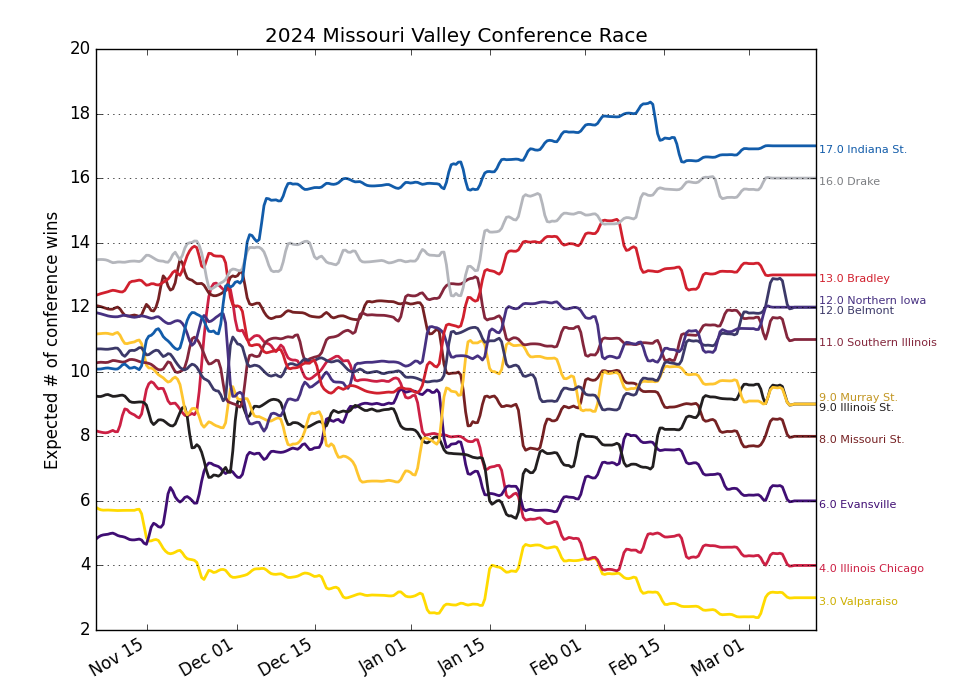 2024 Missouri Valley Conference Race
Expected # of conference wins
20
18
16
14
12
10
8
6
4
2
17.0 Indiana St.
16.0 Drake
13.0 Bradley
12.0 Northern Iowa
12.0 Belmont
11.0 Southern Illinois
9.0 Murray St.
9.0 Illinois St.
8.0 Missouri St.
6.0 Evansville
4.0 Illinois Chicago
3.0 Valparaiso
Nov 15
Dec 01
Dec 15
Jan 01
Jan 15
Feb 01
Feb 15
Mar 01